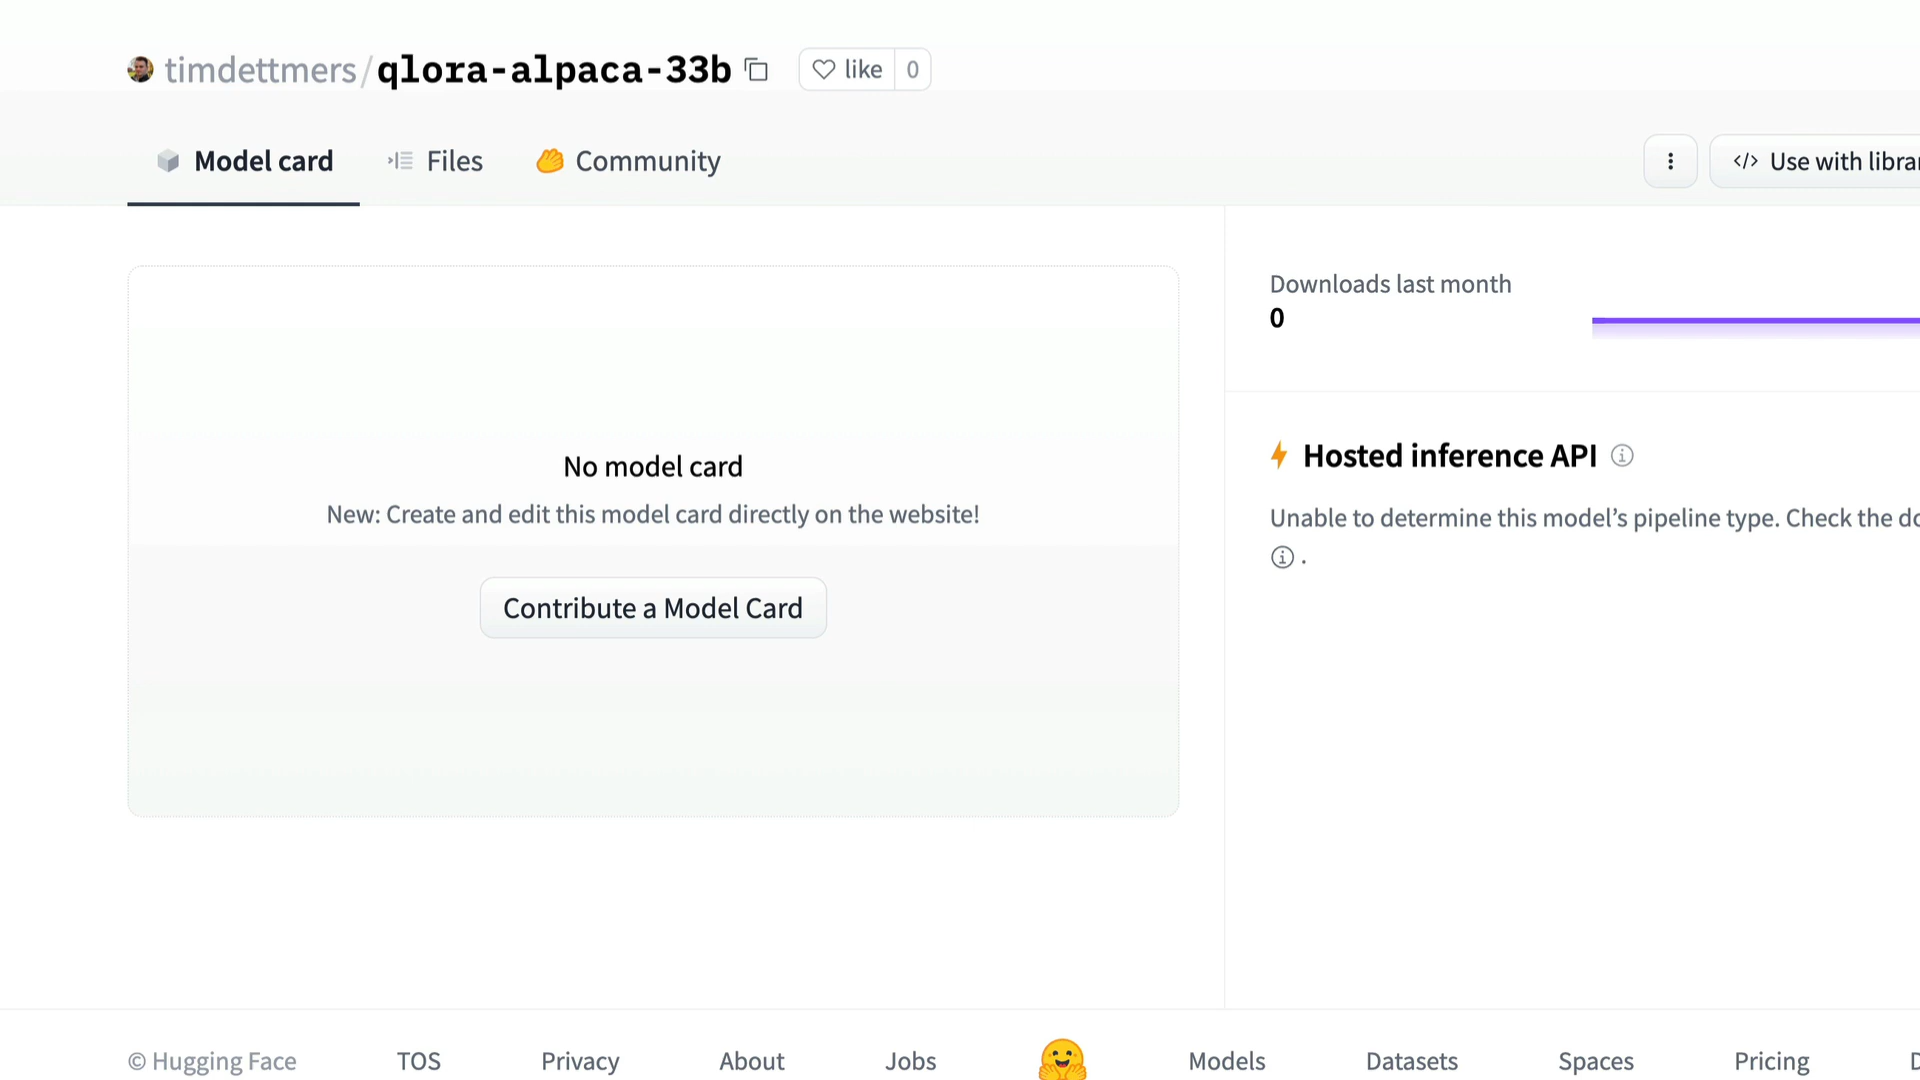 timdettmers/qlora-alpaca-33b like 0
Model card Files Community </> Use with
Downloads last month
0
No model card
New: Create and edit this model card directly on the website!
Contribute a Model Card
Hosted inference API
Unable to determine this model’s pipeline type. Check the
.
© Hugging Face TOS Privacy About Jobs Models Datasets Spaces Pricing